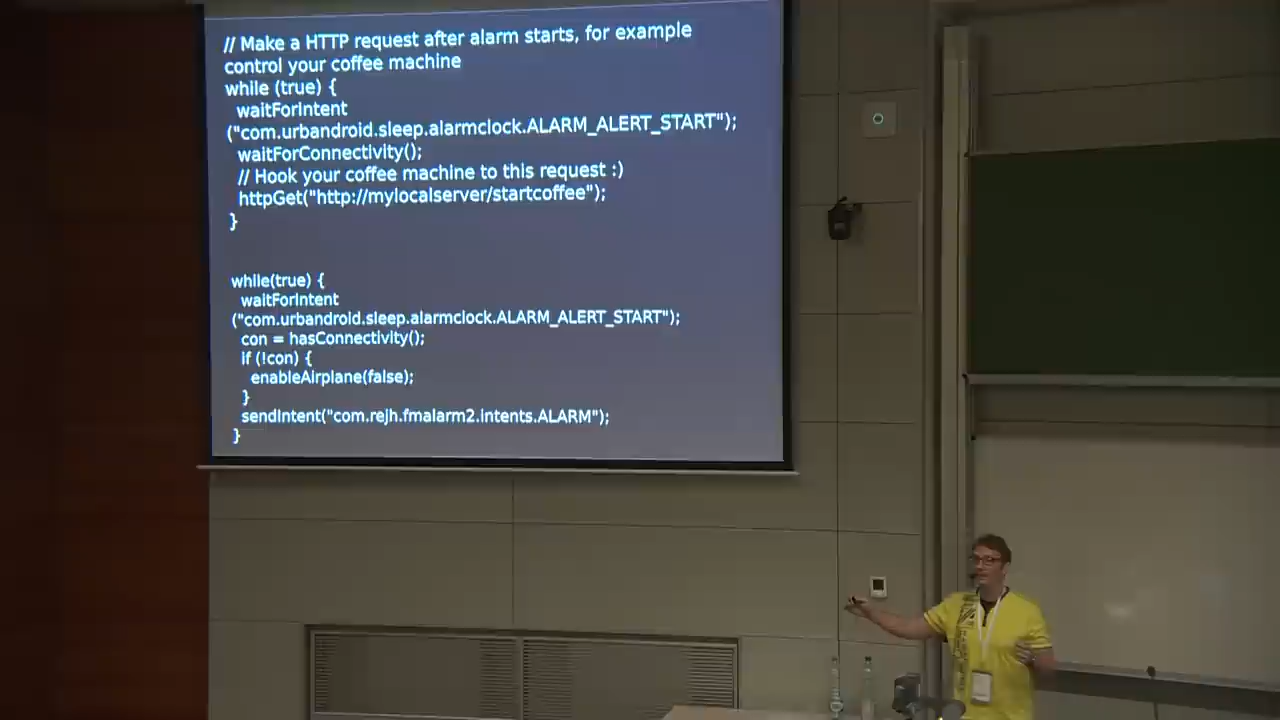 // Make a HTTP request after alarm starts, for example
control your coffee machine
while (true) {
waitForIntent
("com.urbandroid.sleep.alarmclock.ALARM_ALERT_START");
waitForConnectivity();
// Hook your coffee machine to this request :)
httpGet("http://mylocalserver/startcoffee");
}
while(true) {
waitForIntent
("com.urbandroid.sleep.alarmclock.ALARM_ALERT_START");
con = hasConnectivity();
if (!con) {
enableAirplane(false);
}
sendIntent("com.rejh.fmalarm2.intents.ALARM");
}